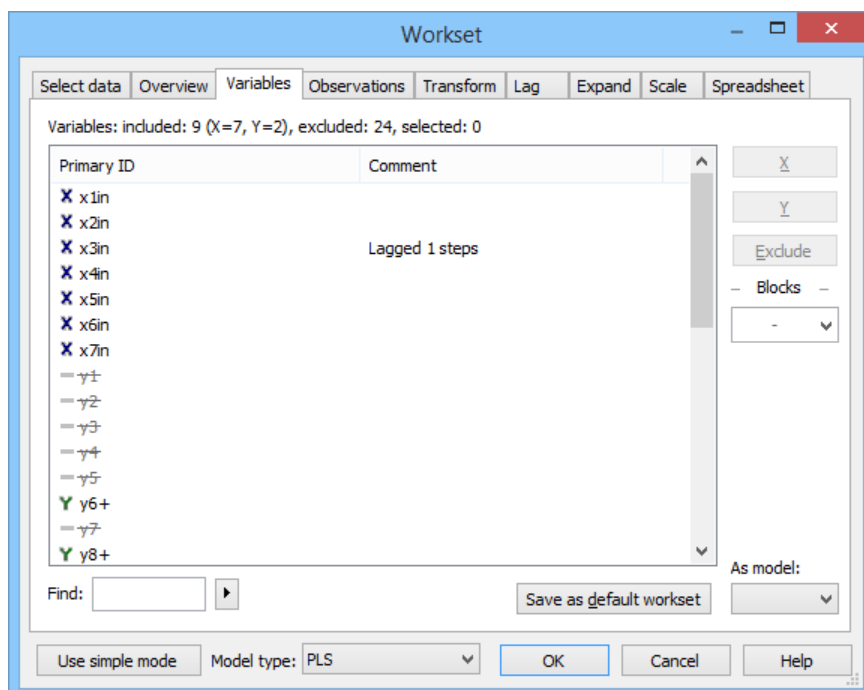 Workset
Select data Overview Variables Observations Transform Lag Expand Scale Spreadsheet
Variables: included: 9 (X=7, Y=2), excluded: 24, selected: 0
Primary ID Comment
X x1in
X x2in
X x3in Lagged 1 steps
X x4in
X x5in
X x6in
X x7in
y1
y2
y3
y4
y5
Y y6+
y7
Y y8+
X
Y
Exclude
Blocks
-
As model:
Find:
Save as default workset
Use simple mode Model type: PLS OK Cancel Help